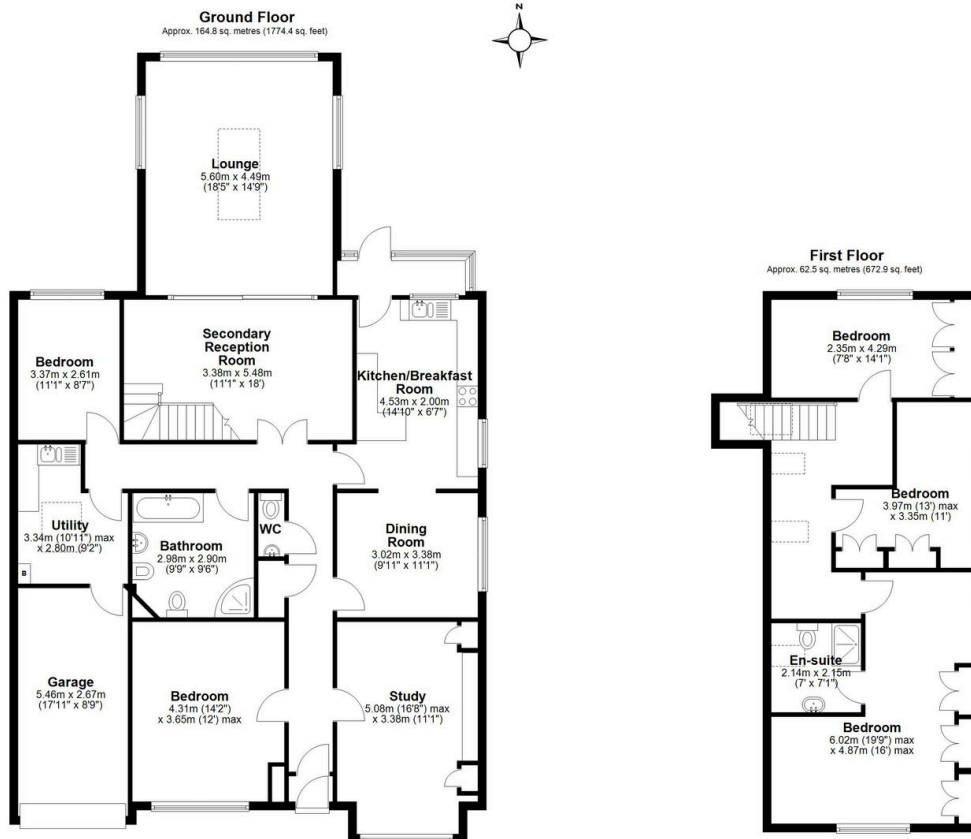 Ground Floor
Approx. 164.8 sq. metres (1774.4 sq. feet)
N
Lounge
5.60m x 4.49m
(18'5" x 14'9")
Bedroom
3.37m x 2.61m
(11'1" x 8'7")
Secondary
Reception
Room
3.38m x 5.48m
(11'1" x 18')
Kitchen/Breakfast
Room
4.53m x 2.00m
(14'10" x 6'7")
Utility
3.34m (10'11") max
x 2.80m (9'2")
B
Bathroom
2.98m x 2.90m
(9'9" x 9'6")
WC
Dining
Room
3.02m x 3.38m
(9'11" x 11'1")
Garage
5.46m x 2.67m
(17'11" x 8'9")
Bedroom
4.31m (14'2")
x 3.65m (12') max
Study
5.08m (16'8") max
x 3.38m (11'1")
First Floor
Approx. 62.5 sq. metres (672.9 sq. feet)
Bedroom
2.35m x 4.29m
(7'8" x 14'1")
Bedroom
3.97m (13') max
x 3.35m (11')
En-suite
2.14m x 2.15m
(7' x 7'1")
Bedroom
6.02m (19'9") max
x 4.87m (16') max